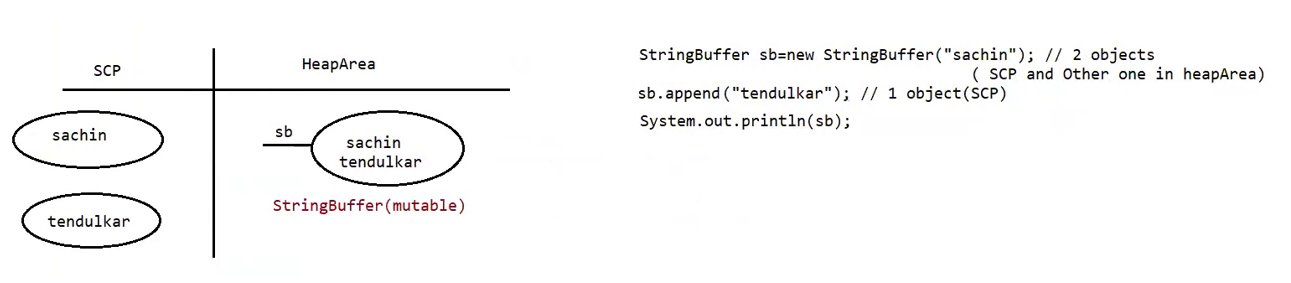 SCP
HeapArea
sachin
sb
sachin
tendulkar
tendulkar
StringBuffer(mutable)
StringBuffer sb=new StringBuffer("sachin"); // 2 objects
( SCP and Other one in heapArea)
sb.append("tendulkar"); // 1 object(SCP)
System.out.println(sb);